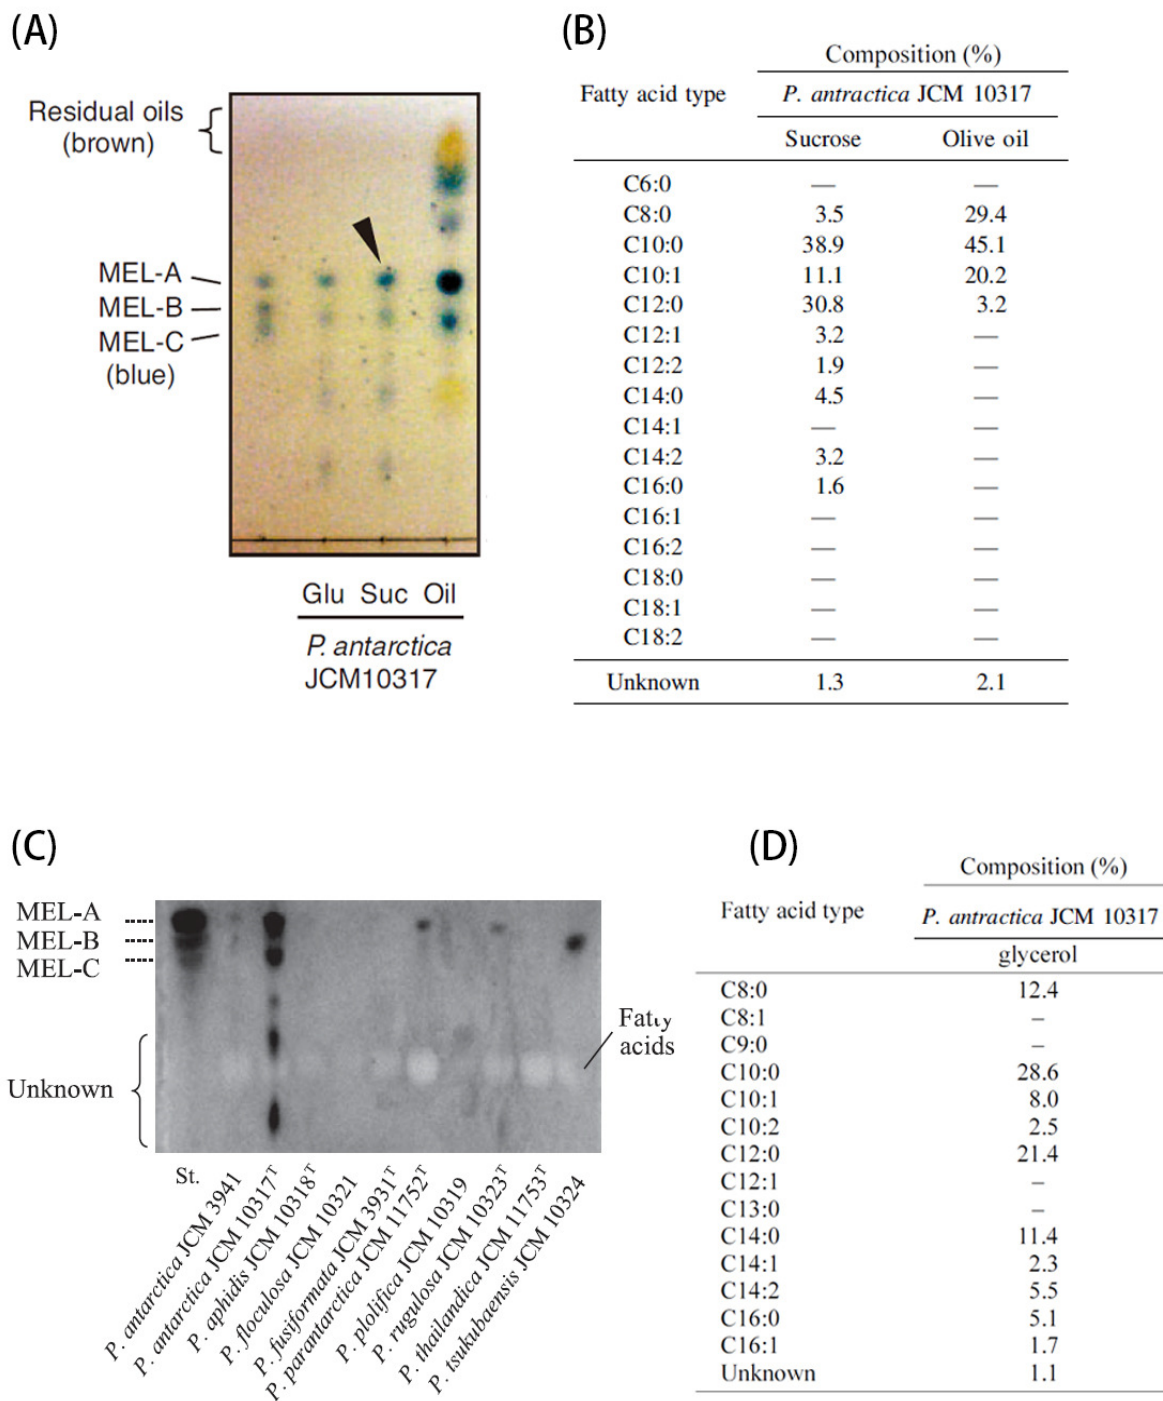 (A)
Residual oils
(brown)
MEL-A
MEL-B
MEL-C
(blue)
Glu Suc Oil
P. antarctica
JCM10317
(B)
Composition (%)
Fatty acid type
P. antractica JCM 10317
Sucrose Olive oil
C6:0 — —
C8:0 3.5 29.4
C10:0 38.9 45.1
C10:1 11.1 20.2
C12:0 30.8 3.2
C12:1 3.2 —
C12:2 1.9 —
C14:0 4.5 —
C14:1 — —
C14:2 3.2 —
C16:0 1.6 —
C16:1 — —
C16:2 — —
C18:0 — —
C18:1 — —
C18:2 — —
Unknown 1.3 2.1
(C)
MEL-A
MEL-B
MEL-C
Unknown
Fatty
acids
St.
P. antarctica JCM 3941
P. antarctica JCM 10317T
P. aphidis JCM 10318T
P. floculosa JCM 10321
P. fusiformata JCM 3931T
P. parantarctica JCM 11752T
P. plolifica JCM 10319
P. rugulosa JCM 10323T
P. thailandica JCM 11753T
P. tsukubaensis JCM 10324
(D)
Composition (%)
Fatty acid type
P. antractica JCM 10317
glycerol
C8:0 12.4
C8:1 –
C9:0 –
C10:0 28.6
C10:1 8.0
C10:2 2.5
C12:0 21.4
C12:1 –
C13:0 –
C14:0 11.4
C14:1 2.3
C14:2 5.5
C16:0 5.1
C16:1 1.7
Unknown 1.1